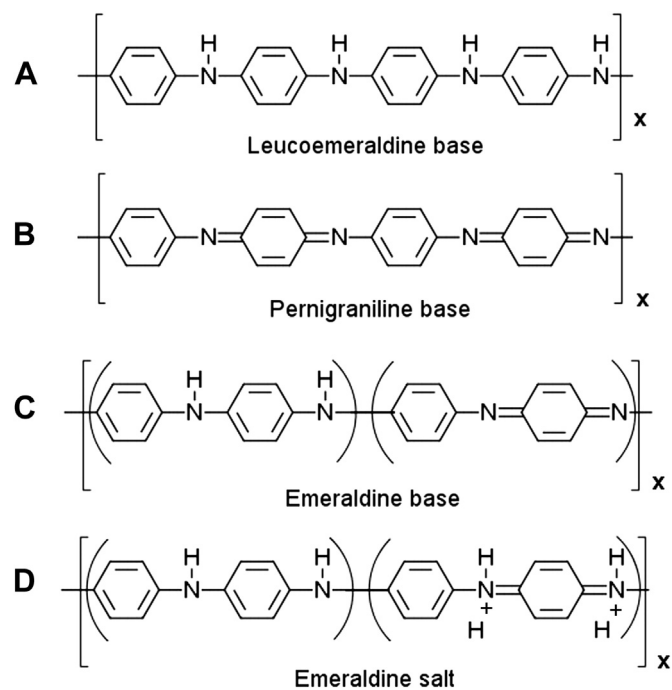 H H H H
A N N N N
x
Leucoemeraldine base
B N N N N
x
Pernigraniline base
H H
C N N N N
x
Emeraldine base
H H H H
D N N N N
+ +
H H
x
Emeraldine salt